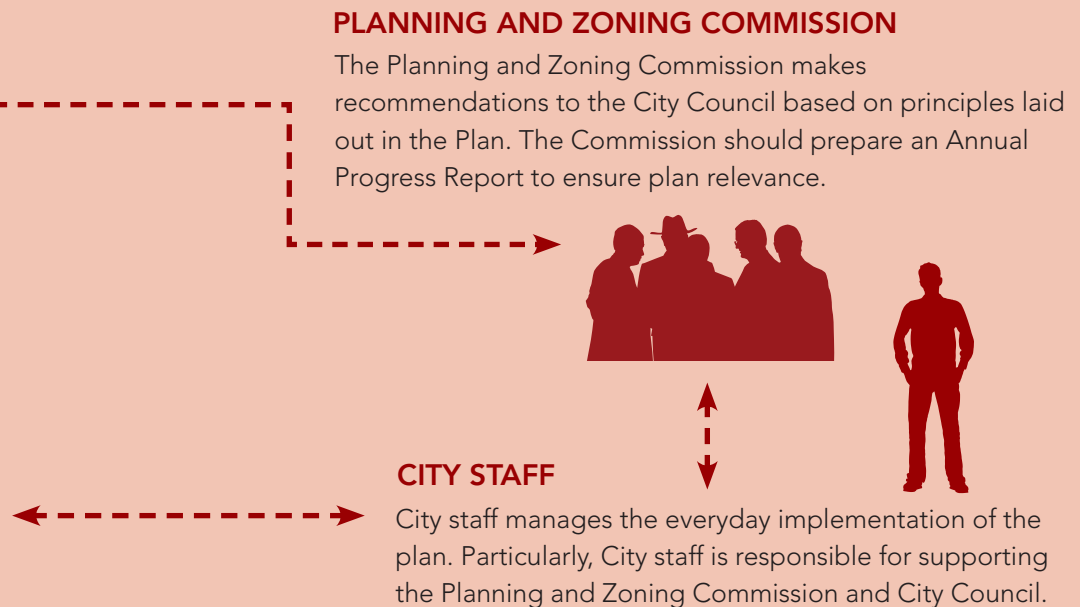 PLANNING AND ZONING COMMISSION
The Planning and Zoning Commission makes
recommendations to the City Council based on principles laid
out in the Plan. The Commission should prepare an Annual
Progress Report to ensure plan relevance.
CITY STAFF
City staff manages the everyday implementation of the
plan. Particularly, City staff is responsible for supporting
the Planning and Zoning Commission and City Council.